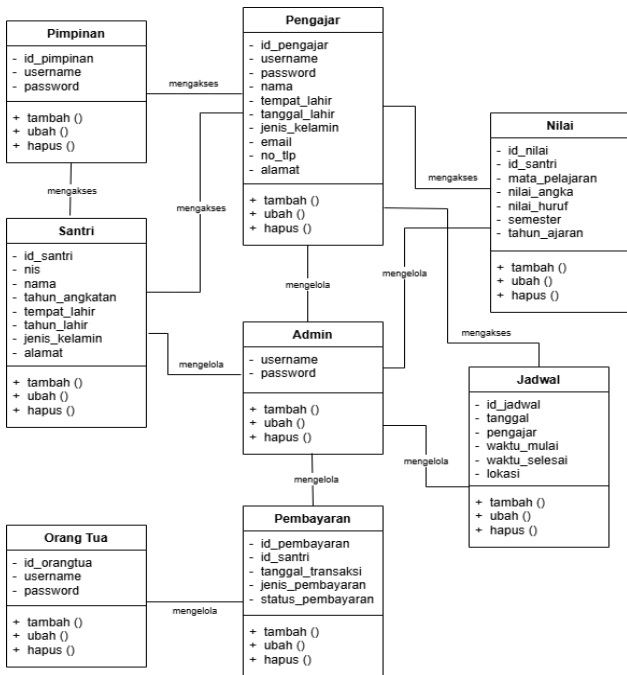 Pimpinan
- id_pimpinan
- username
- password
+ tambah ()
+ ubah ()
+ hapus ()
mengakses
Pengajar
- id_pengajar
- username
- password
- nama
- tempat_lahir
- tanggal_lahir
- jenis_kelamin
- email
- no_tlp
- alamat
+ tambah ()
+ ubah ()
+ hapus ()
mengakses
Nilai
- id_nilai
- id_santri
- mata_pelajaran
- nilai_angka
- nilai_huruf
- semester
- tahun_ajaran
+ tambah ()
+ ubah ()
+ hapus ()
mengakses
mengakses
Santri
- id_santri
- nis
- nama
- tahun_angkatan
- tempat_lahir
- tahun_lahir
- jenis_kelamin
- alamat
+ tambah ()
+ ubah ()
+ hapus ()
mengelola
mengelola
mengelola
Admin
- username
- password
+ tambah ()
+ ubah ()
+ hapus ()
mengakses
mengelola
Jadwal
- id_jadwal
- tanggal
- pengajar
- waktu_mulai
- waktu_selesai
- lokasi
+ tambah ()
+ ubah ()
+ hapus ()
mengelola
Orang Tua
- id_orangtua
- username
- password
+ tambah ()
+ ubah ()
+ hapus ()
mengelola
Pembayaran
- id_pembayaran
- id_santri
- tanggal_transaksi
- jenis_pembayaran
- status_pembayaran
+ tambah ()
+ ubah ()
+ hapus ()